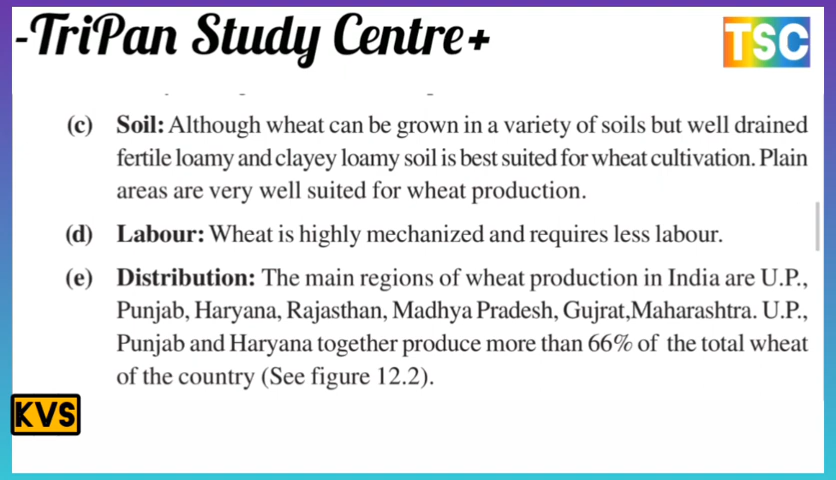 -TriPan Study Centre+
TSC
(c) Soil: Although wheat can be grown in a variety of soils but well drained
fertile loamy and clayey loamy soil is best suited for wheat cultivation. Plain
areas are very well suited for wheat production.
(d) Labour: Wheat is highly mechanized and requires less labour.
(e) Distribution: The main regions of wheat production in India are U.P.,
Punjab, Haryana, Rajasthan, Madhya Pradesh, Gujrat,Maharashtra. U.P.,
Punjab and Haryana together produce more than 66% of the total wheat
of the country (See figure 12.2).
KVS